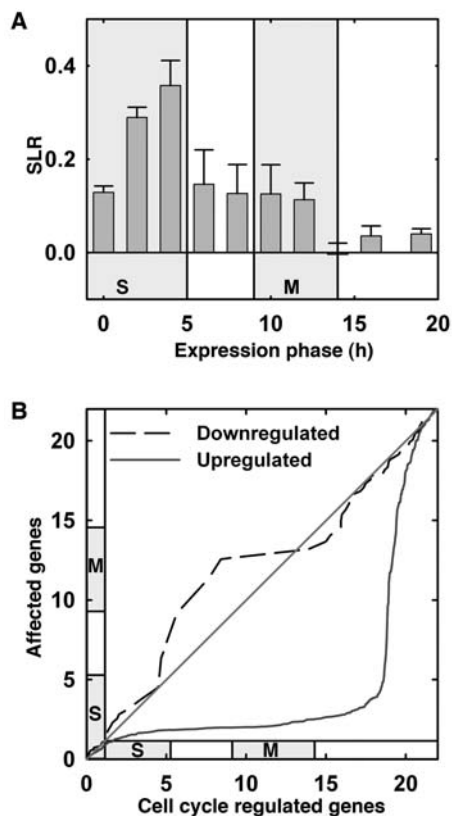 A
SLR
0.4
0.2
0.0
S
M
0
5
10
15
20
Expression phase (h)
B
Affected genes
20
15
10
5
0
M
S
Downregulated
Upregulated
S
M
0
5
10
15
20
Cell cycle regulated genes